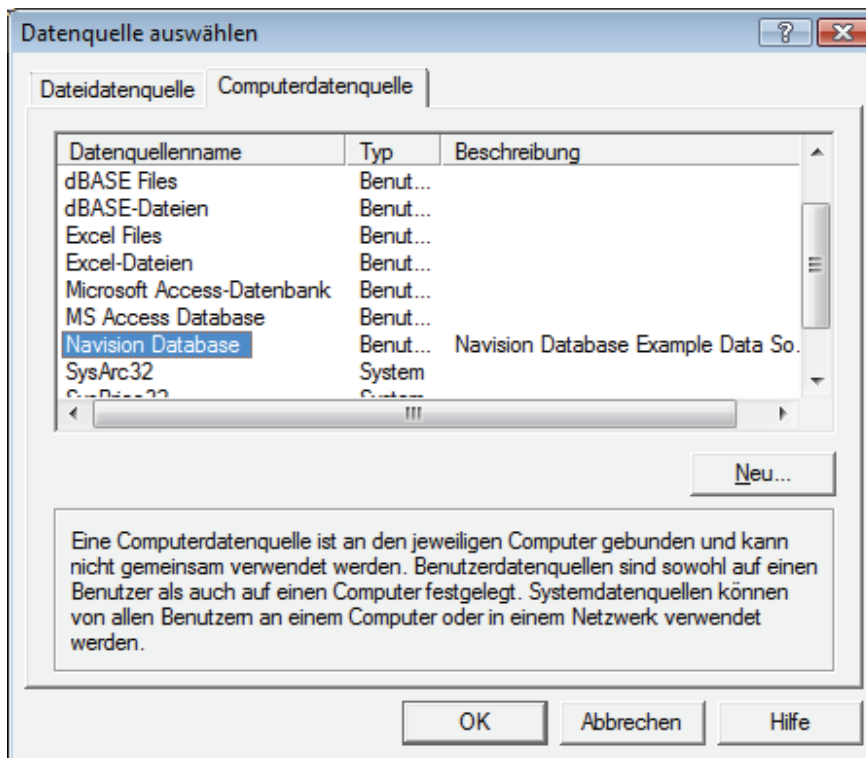 Datenquelle auswählen
Dateidatenquelle Computerdatenquelle
Datenquellenname Typ Beschreibung
dBASE Files Benut...
dBASE-Dateien Benut...
Excel Files Benut...
Excel-Dateien Benut...
Microsoft Access-Datenbank Benut...
MS Access Database Benut...
Navision Database Benut... Navision Database Example Data So.
SysArc32 System
Neu...
Eine Computerdatenquelle ist an den jeweiligen Computer gebunden und kann
nicht gemeinsam verwendet werden. Benutzerdatenquellen sind sowohl auf einen
Benutzer als auch auf einen Computer festgelegt. Systemdatenquellen können
von allen Benutzern an einem Computer oder in einem Netzwerk verwendet
werden.
OK Abbrechen Hilfe